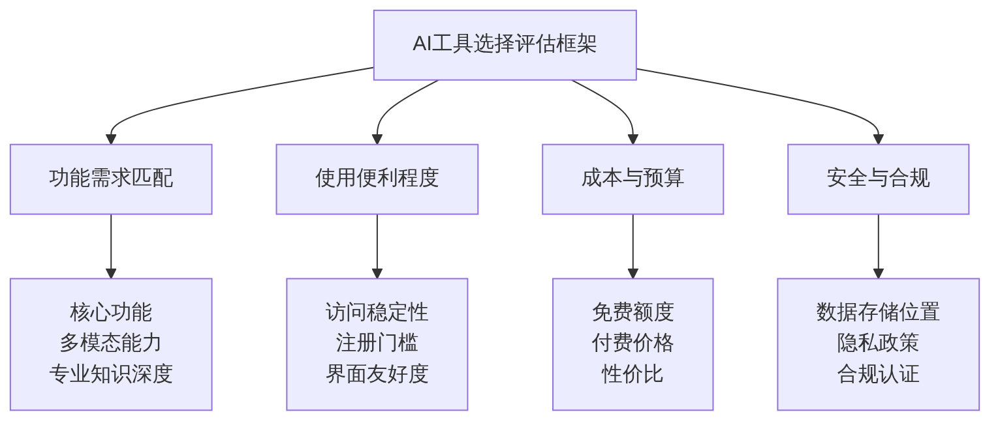 AI工具选择评估框架
功能需求匹配
使用便利程度
成本与预算
安全与合规
核心功能
多模态能力
专业知识深度
访问稳定性
注册门槛
界面友好度
免费额度
付费价格
性价比
数据存储位置
隐私政策
合规认证